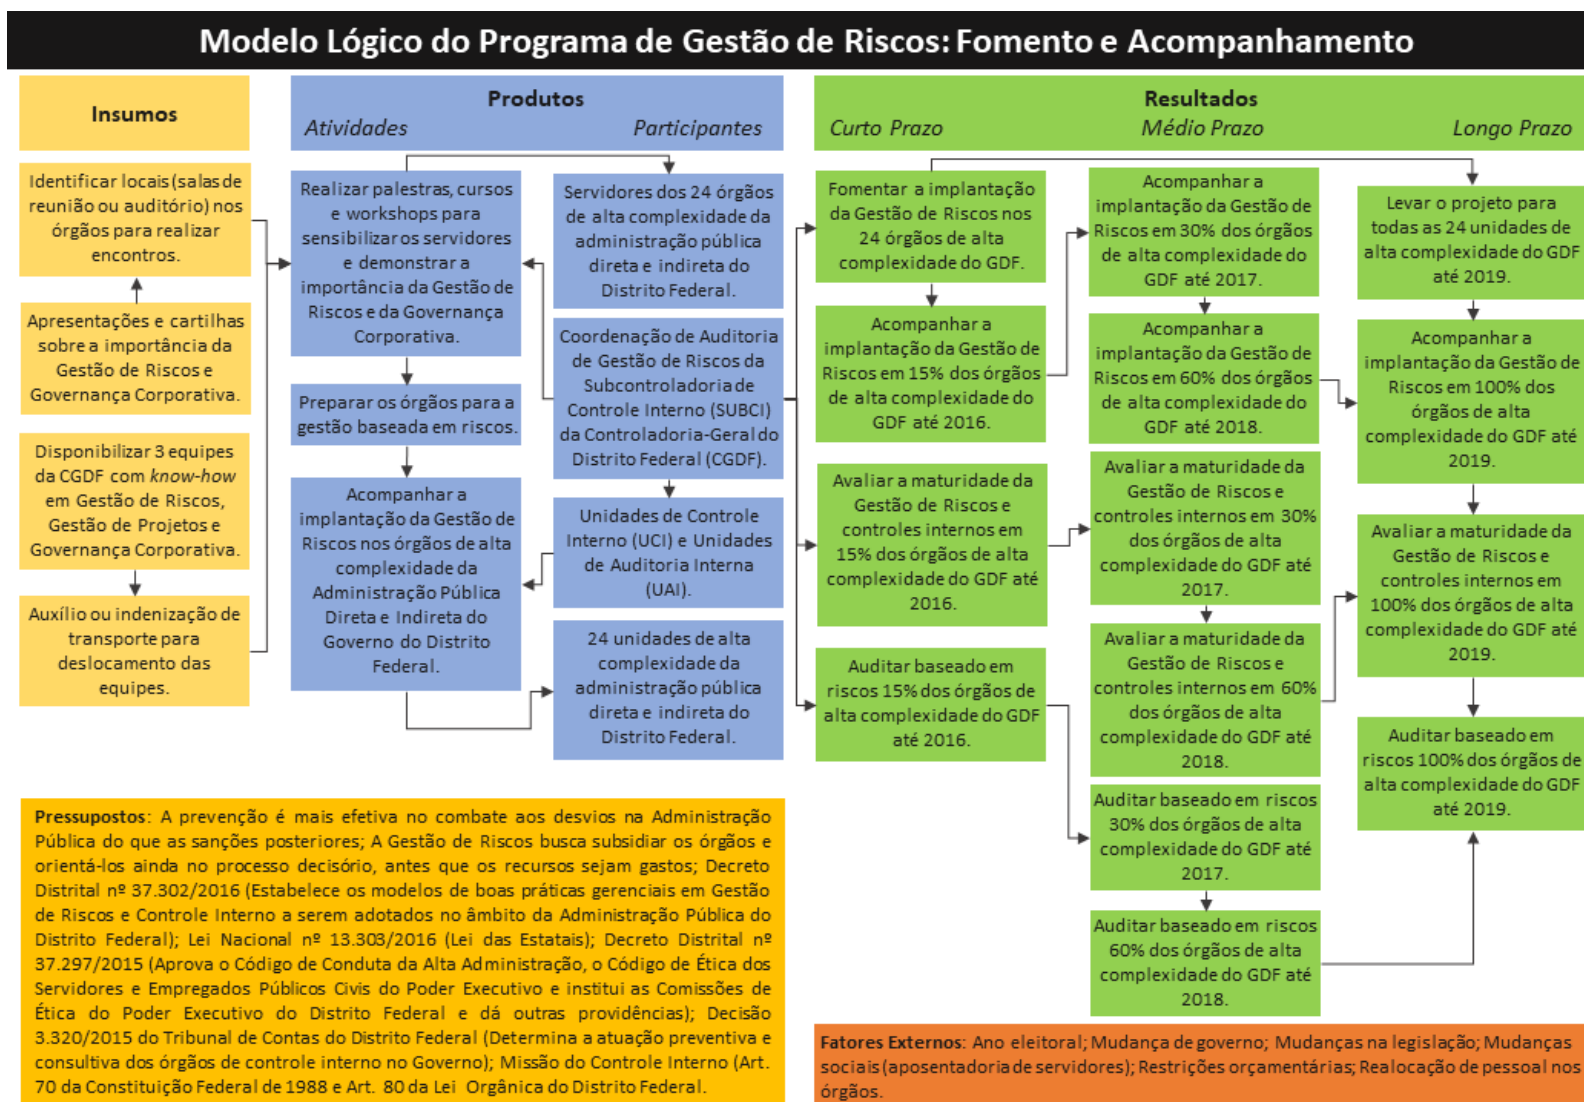 Modelo Lógico do Programa de Gestão de Riscos: Fomento e Acompanhamento
Insumos
Identificar locais (salas de
reunião ou auditório) nos
órgãos para realizar
encontros.
Apresentações e cartilhas
sobre a importância da
Gestão de Riscos e
Governança Corporativa.
Disponibilizar 3 equipes
da CGDF com know-how
em Gestão de Riscos,
Gestão de Projetos e
Governança Corporativa.
Auxílio ou indenização de
transporte para
deslocamento das
equipes.
Produtos
Atividades
Participantes
Realizar palestras, cursos
e workshops para
sensibilizar os servidores
e demonstrar a
importância da Gestão de
Riscos e da Governança
Corporativa.
Preparar os órgãos para a
gestão baseada em riscos.
Acompanhar a
implantação da Gestão de
Riscos nos órgãos de alta
complexidade da
Administração Pública
Direta e Indireta do
Governo do Distrito
Federal.
Servidores dos 24 órgãos
de alta complexidade da
administração pública
direta e indireta do
Distrito Federal.
Coordenação de Auditoria
de Gestão de Riscos da
Subcontroladoria de
Controle Interno (SUBCI)
da Controladoria-Geral do
Distrito Federal (CGDF).
Unidades de Controle
Interno (UCI) e Unidades
de Auditoria Interna
(UAI).
24 unidades de alta
complexidade da
administração pública
direta e indireta do
Distrito Federal.
Resultados
Curto Prazo
Médio Prazo
Longo Prazo
Fomentar a implantação
da Gestão de Riscos nos
24 órgãos de alta
complexidade do GDF.
Acompanhar a
implantação da Gestão de
Riscos em 15% dos órgãos
de alta complexidade do
GDF até 2016.
Avaliar a maturidade da
Gestão de Riscos e
controles internos em
15% dos órgãos de alta
complexidade do GDF até
2016.
Auditar baseado em
riscos 15% dos órgãos de
alta complexidade do GDF
até 2016.
Acompanhar a
implantação da Gestão de
Riscos em 30% dos órgãos
de alta complexidade do
GDF até 2017.
Acompanhar a
implantação da Gestão de
Riscos em 60% dos órgãos
de alta complexidade do
GDF até 2018.
Avaliar a maturidade da
Gestão de Riscos e
controles internos em 30%
dos órgãos de alta
complexidade do GDF até
2017.
Avaliar a maturidade da
Gestão de Riscos e
controles internos em 60%
dos órgãos de alta
complexidade do GDF até
2018.
Auditar baseado em riscos
30% dos órgãos de alta
complexidade do GDF até
2017.
Auditar baseado em riscos
60% dos órgãos de alta
complexidade do GDF até
2018.
Levar o projeto para
todas as 24 unidades de
alta complexidade do GDF
até 2019.
Acompanhar a
implantação da Gestão de
Riscos em 100% dos
órgãos de alta
complexidade do GDF até
2019.
Avaliar a maturidade da
Gestão de Riscos e
controles internos em
100% dos órgãos de alta
complexidade do GDF até
2019.
Auditar baseado em
riscos 100% dos órgãos de
alta complexidade do GDF
até 2019.
Pressupostos: A prevenção é mais efetiva no combate aos desvios na Administração
Pública do que as sanções posteriores; A Gestão de Riscos busca subsidiar os órgãos e
orientá-los ainda no processo decisório, antes que os recursos sejam gastos; Decreto
Distrital nº 37.302/2016 (Estabelece os modelos de boas práticas gerenciais em Gestão
de Riscos e Controle Interno a serem adotados no âmbito da Administração Pública do
Distrito Federal); Lei Nacional nº 13.303/2016 (Lei das Estatais); Decreto Distrital nº
37.297/2015 (Aprova o Código de Conduta da Alta Administração, o Código de Ética dos
Servidores e Empregados Públicos Civis do Poder Executivo e institui as Comissões de
Ética do Poder Executivo do Distrito Federal e dá outras providências); Decisão
3.320/2015 do Tribunal de Contas do Distrito Federal (Determina a atuação preventiva e
consultiva dos órgãos de controle interno no Governo); Missão do Controle Interno (Art.
70 da Constituição Federal de 1988 e Art. 80 da Lei Orgânica do Distrito Federal.
Fatores Externos: Ano eleitoral; Mudança de governo; Mudanças na legislação; Mudanças
sociais (aposentadoria de servidores); Restrições orçamentárias; Realocação de pessoal nos
órgãos.